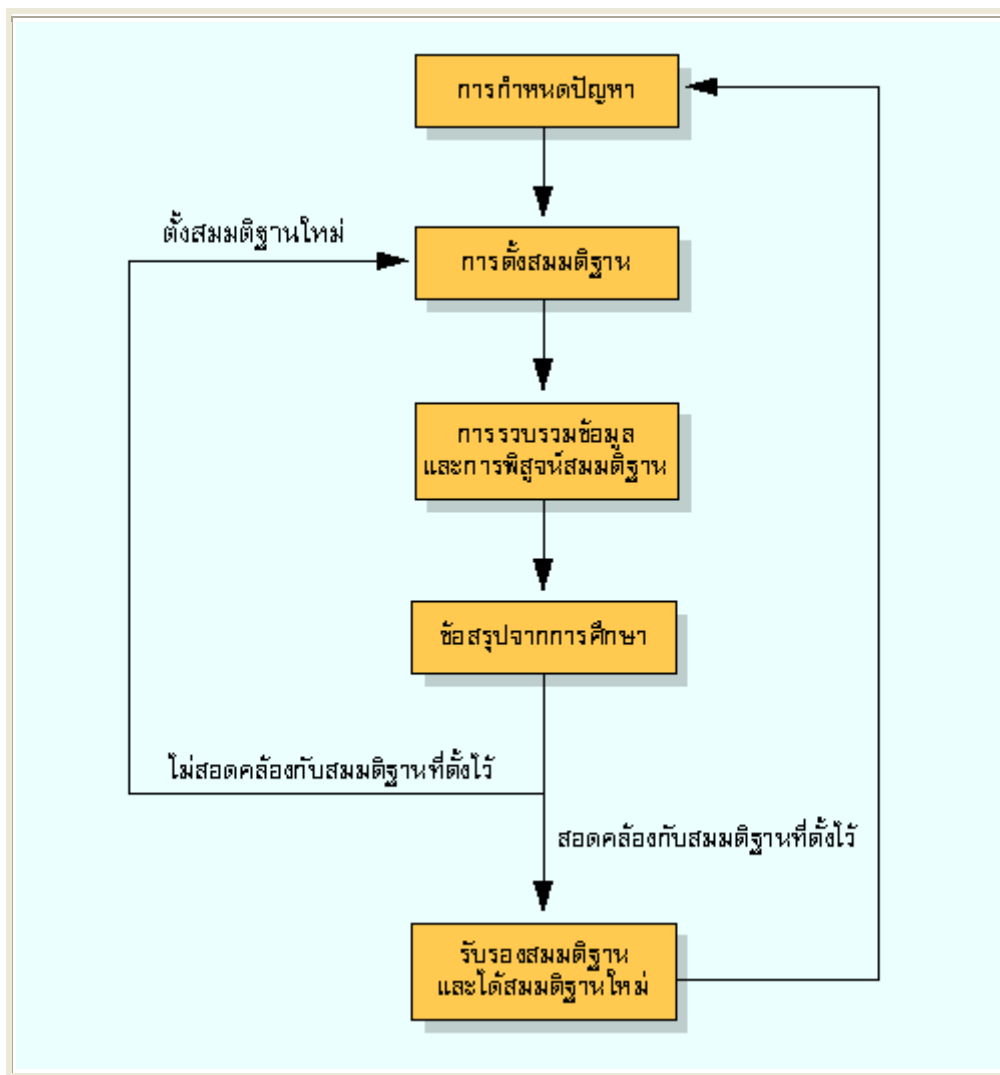 การกำหนดปัญหา
ตั้งสมมติฐานใหม่
การตั้งสมมติฐาน
การรวบรวมข้อมูล
และการพิสูจน์สมมติฐาน
ข้อสรุปจากการศึกษา
ไม่สอดคล้องกับสมมติฐานที่ตั้งไว้
สอดคล้องกับสมมติฐานที่ตั้งไว้
รับรองสมมติฐาน
และได้สมมติฐานใหม่